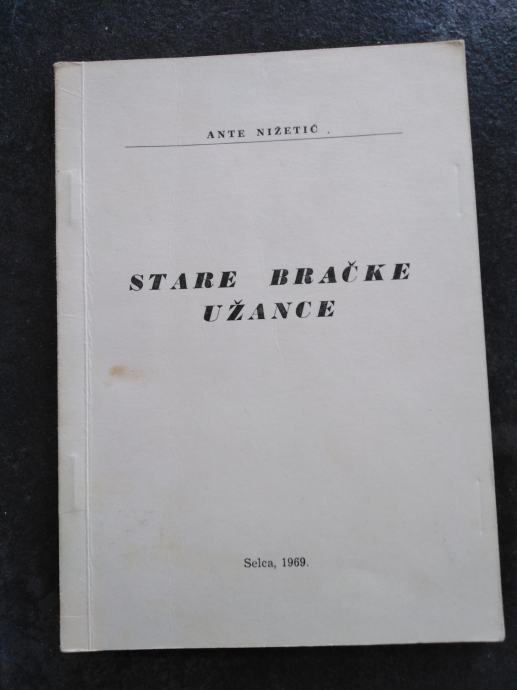 ANTE NIŽETIĆ
STARE BRAČKE
UŽANCE
Selca, 1969.